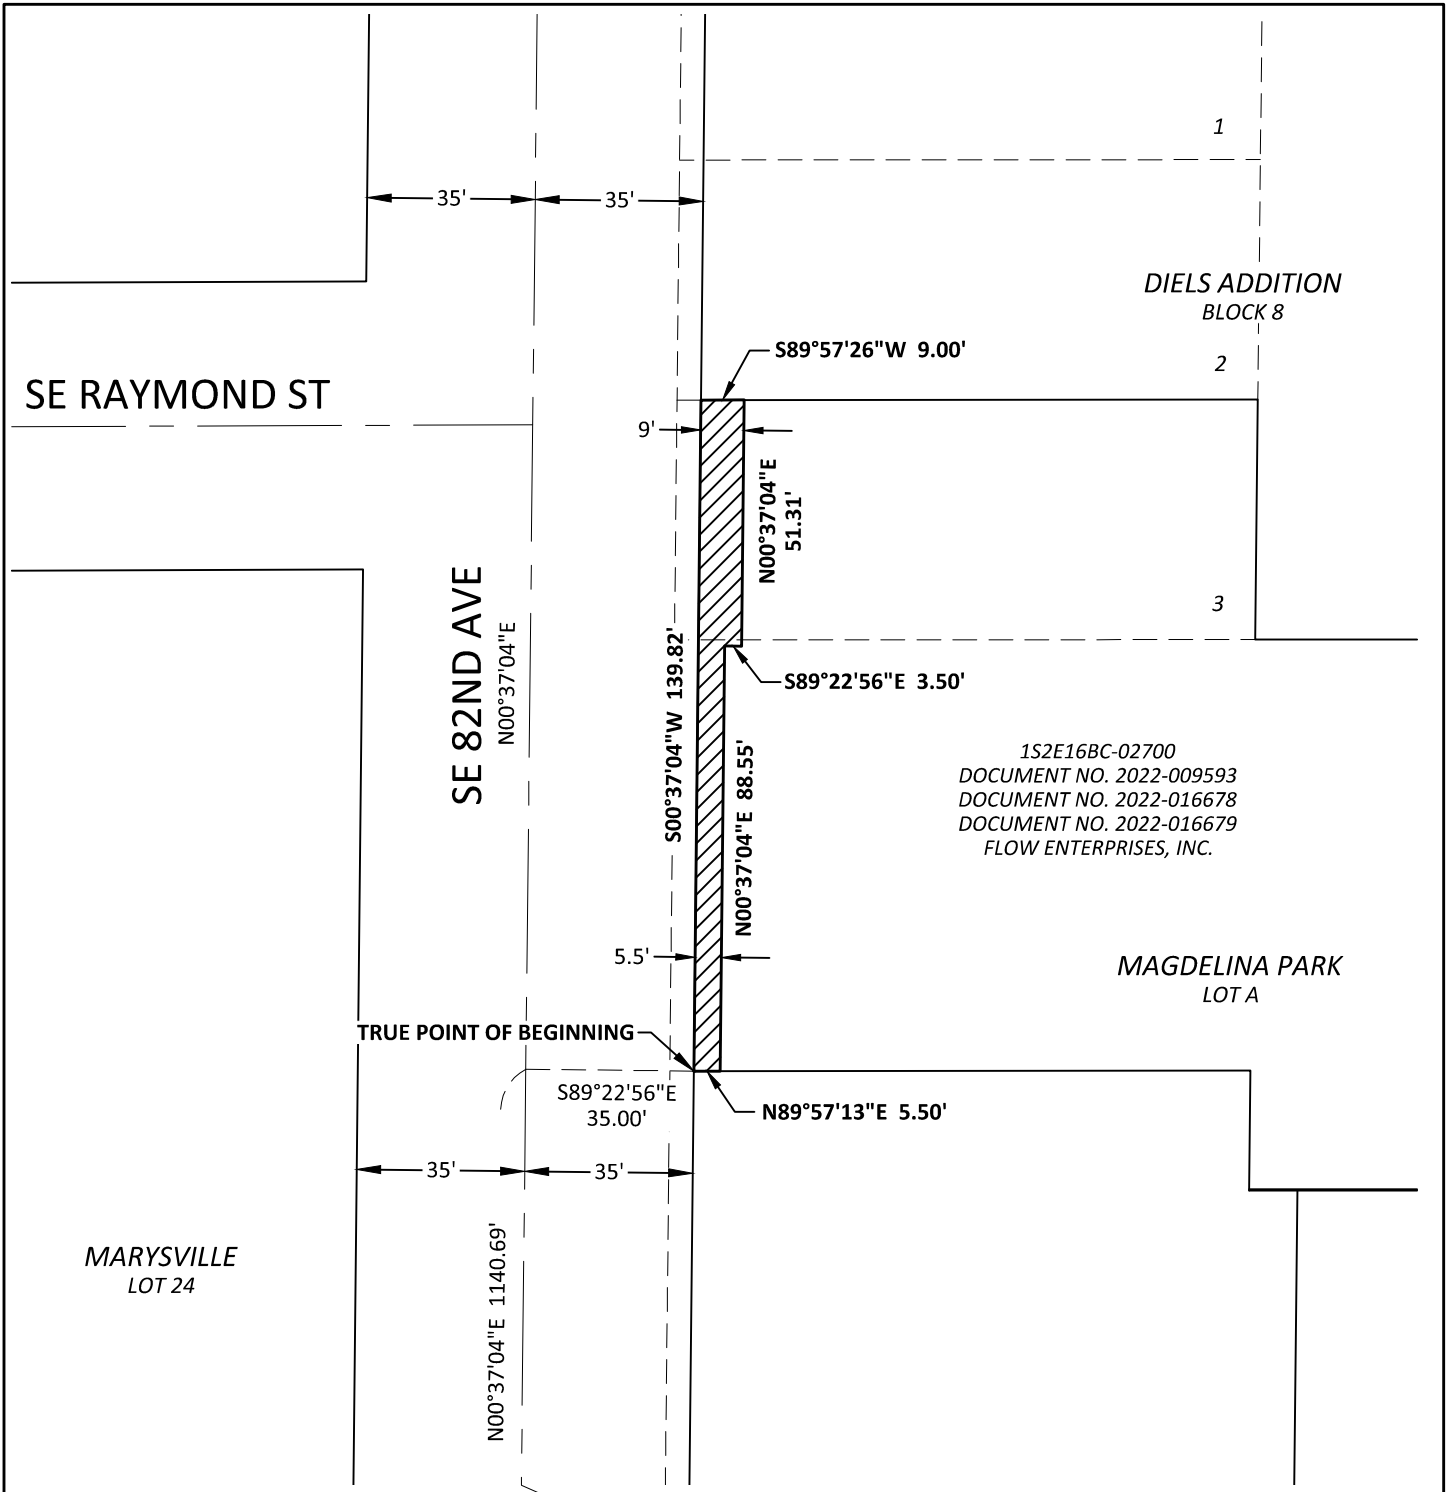 1
35'
35'
DIELS ADDITION
BLOCK 8
S89°57'26"W 9.00'
2
SE RAYMOND ST
9'
N00°37'04"E
51.31'
3
SE 82ND AVE
N00°37'04"E
S00°37'04"W 139.82'
S89°22'56"E 3.50'
N00°37'04"E 88.55'
1S2E16BC-02700
DOCUMENT NO. 2022-009593
DOCUMENT NO. 2022-016678
DOCUMENT NO. 2022-016679
FLOW ENTERPRISES, INC.
5.5'
MAGDELINA PARK
LOT A
TRUE POINT OF BEGINNING
S89°22'56"E
35.00'
N89°57'13"E 5.50'
35'
35'
N00°37'04"E 1140.69'
MARYSVILLE
LOT 24